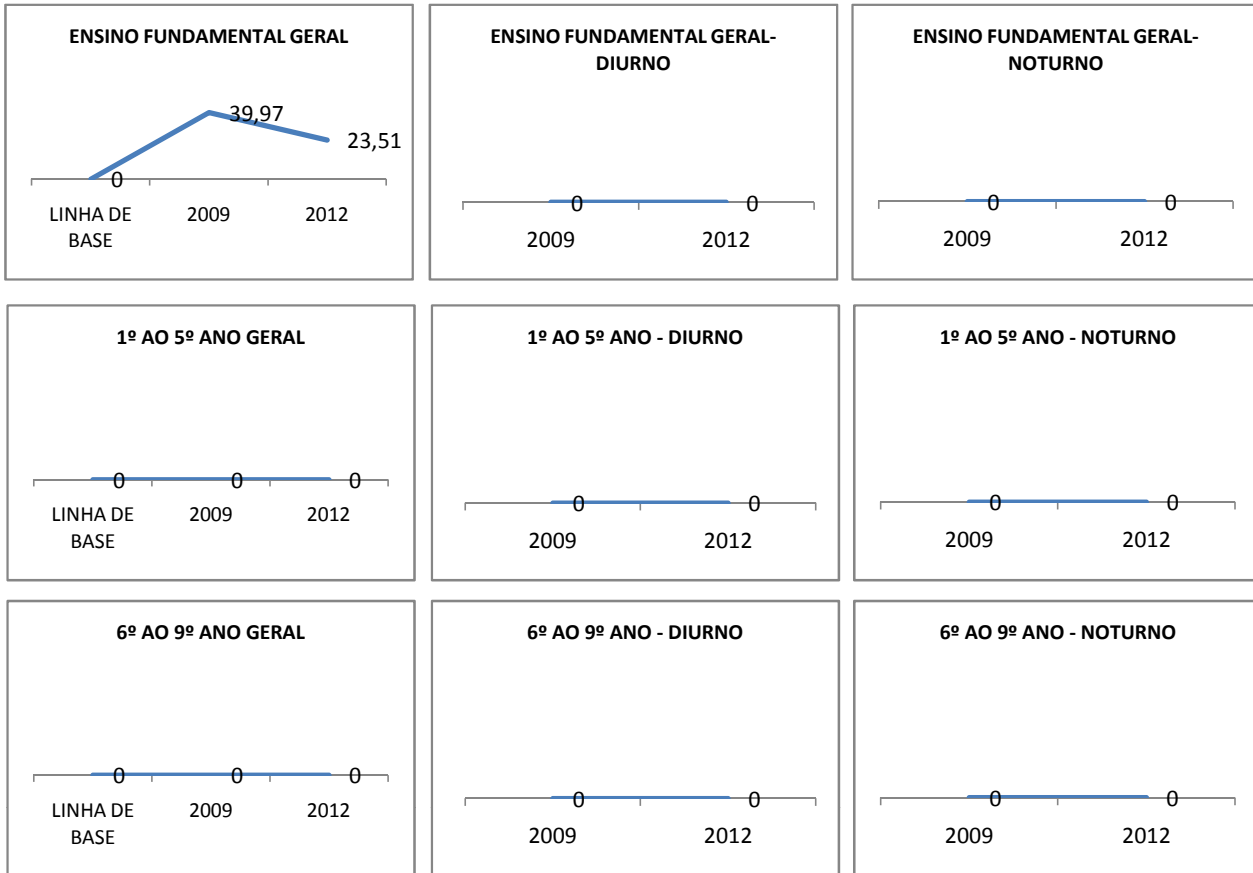 ENSINO FUNDAMENTAL GERAL
39,97
23,51
0
LINHA DE
BASE
2009
2012
ENSINO FUNDAMENTAL GERAL-
DIURNO
0
0
2009
2012
ENSINO FUNDAMENTAL GERAL-
NOTURNO
0
0
2009
2012
1º AO 5º ANO GERAL
0
0
0
LINHA DE
BASE
2009
2012
1º AO 5º ANO - DIURNO
0
0
2009
2012
1º AO 5º ANO - NOTURNO
0
0
2009
2012
6º AO 9º ANO GERAL
0
0
0
LINHA DE
BASE
2009
2012
6º AO 9º ANO - DIURNO
0
0
2009
2012
6º AO 9º ANO - NOTURNO
0
0
2009
2012